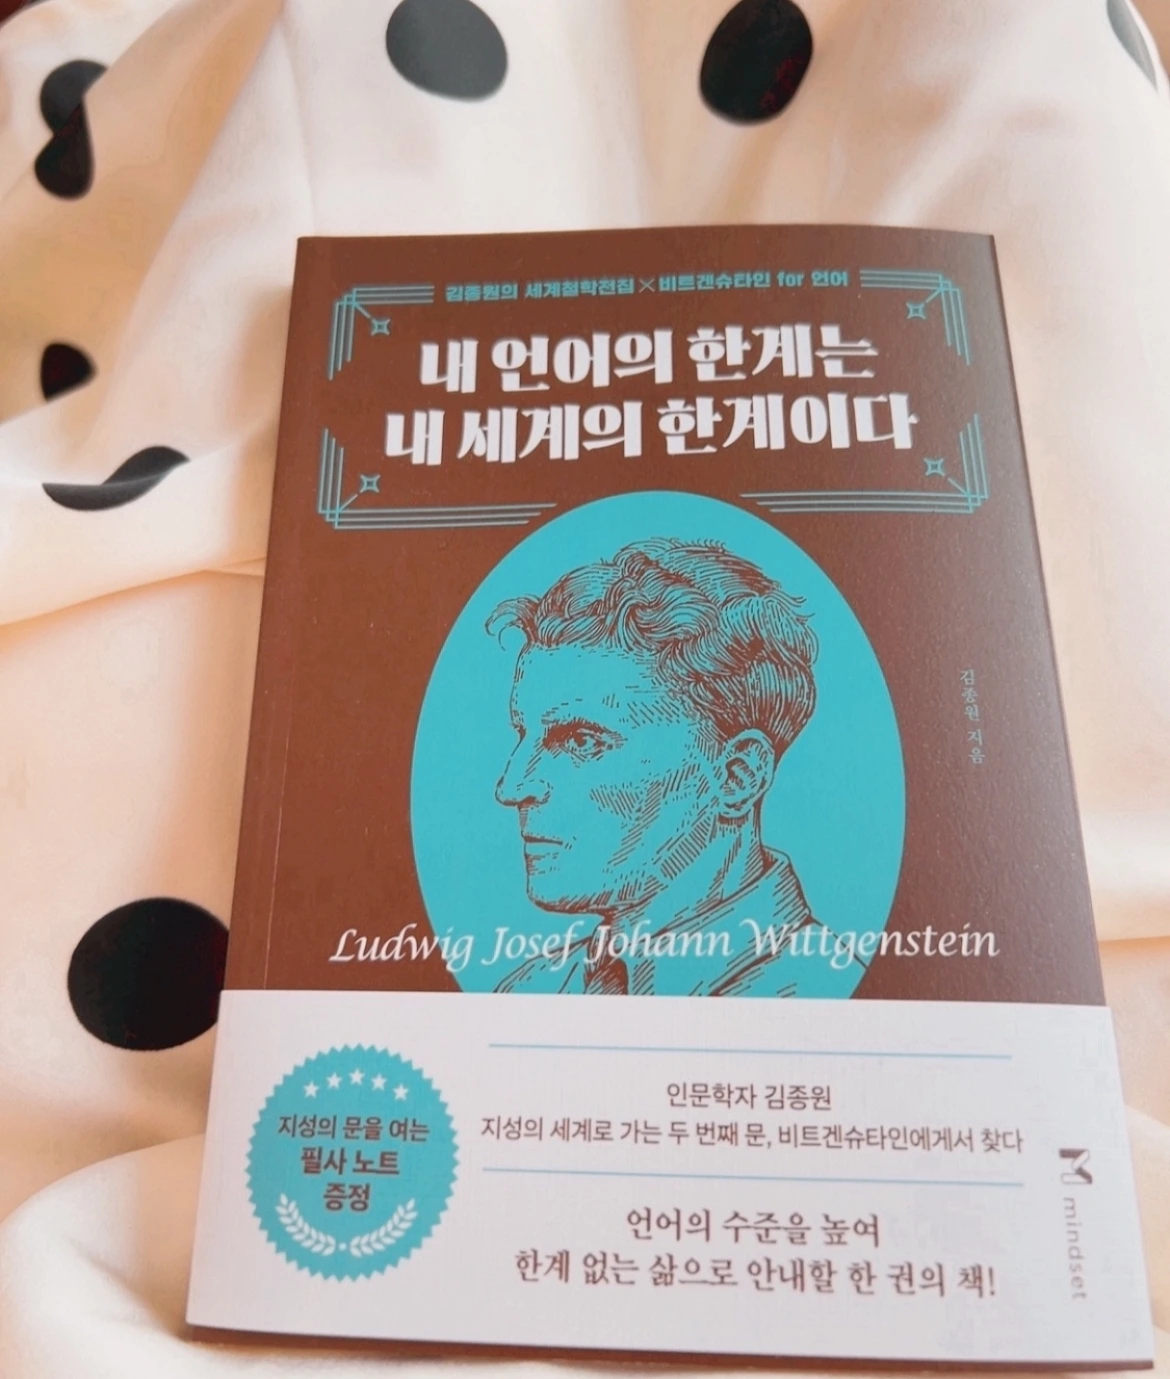 김종원의 세계철학전집 × 비트겐슈타인 for 언어
내 언어의 한계는
내 세계의 한계이다
김종원 지음
Ludwig Josef Johann Wittgenstein
지성의 문을 여는
필사 노트
증정
인문학자 김종원
지성의 세계로 가는 두 번째 문, 비트겐슈타인에게서 찾다
언어의 수준을 높여
한계 없는 삶으로 안내할 한 권의 책!
mindset